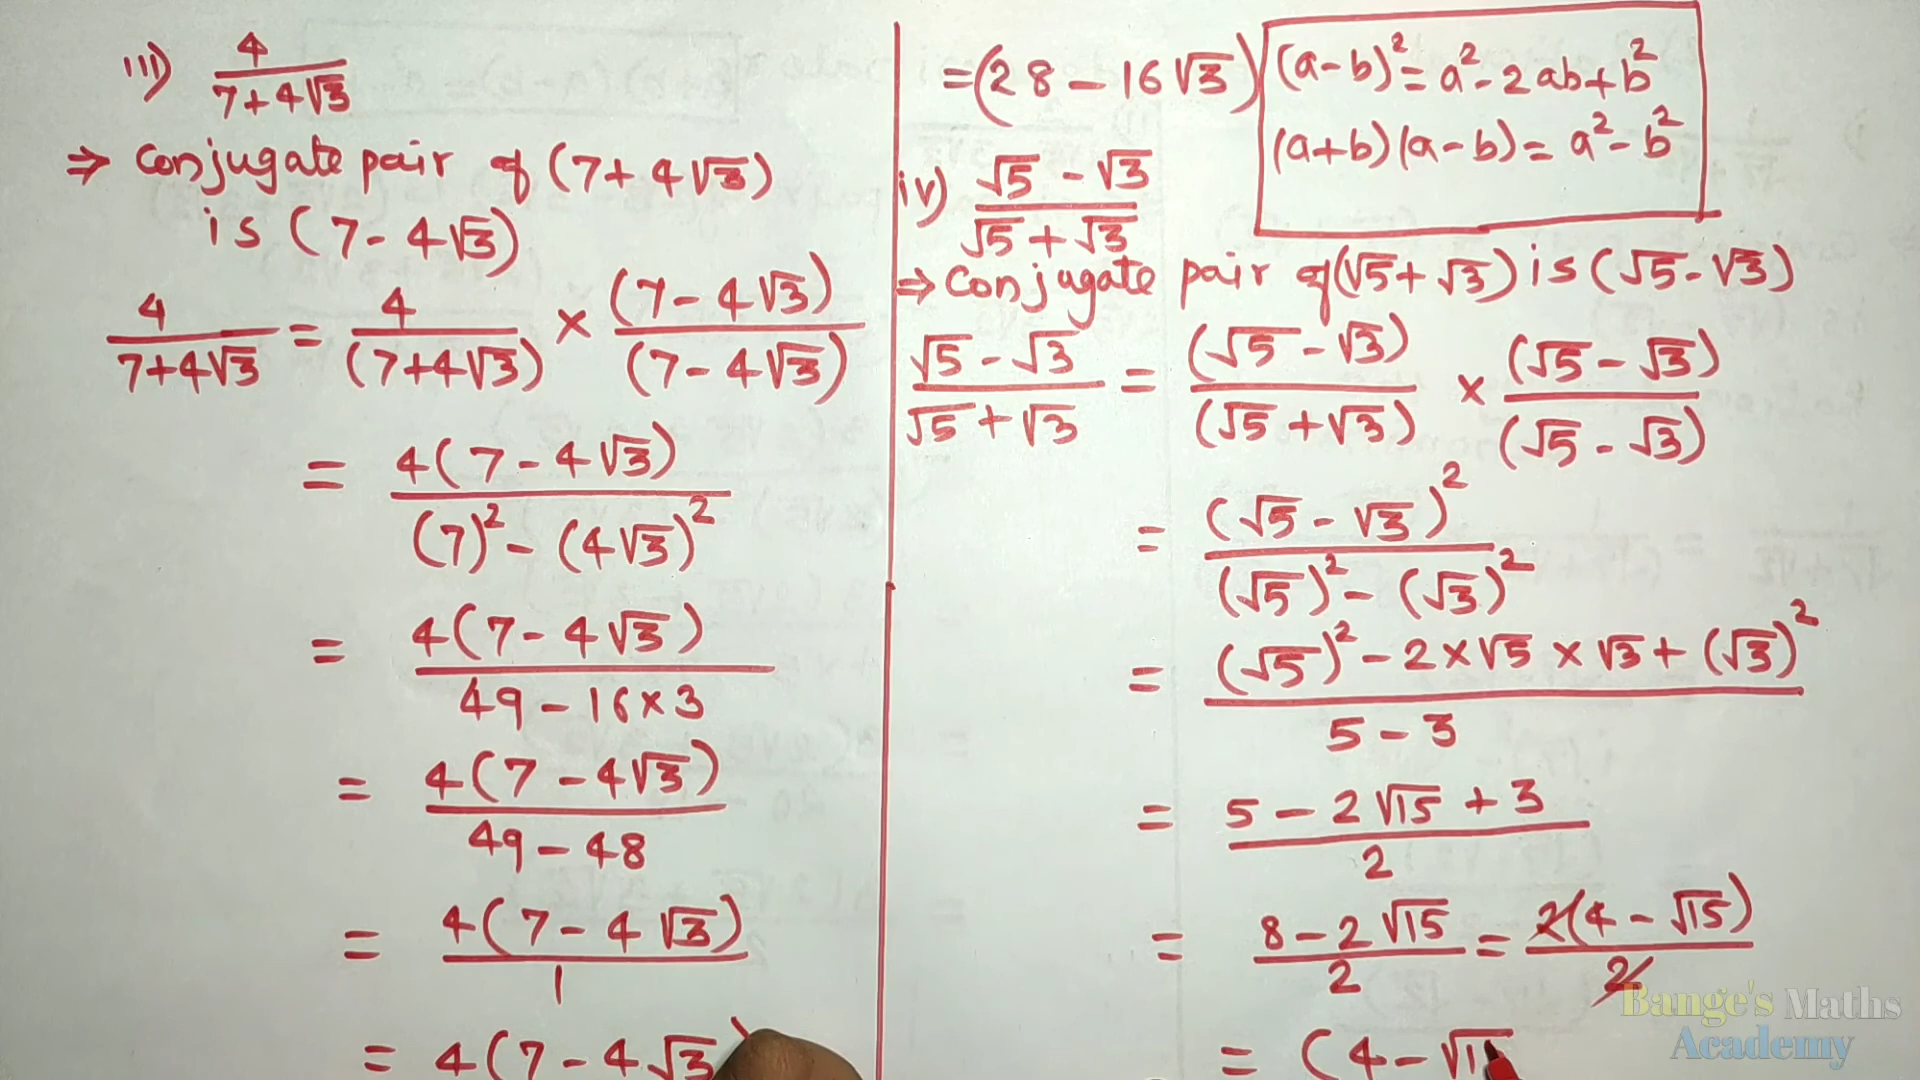 iii) 4/(7+4√3)
⇒ Conjugate pair of (7+4√3)
is (7-4√3)
4/(7+4√3) = 4/(7+4√3) × (7-4√3)/(7-4√3)
= 4(7-4√3)/((7)²-(4√3)²)
= 4(7-4√3)/(49-16×3)
= 4(7-4√3)/(49-48)
= 4(7-4√3)/1
= 4(7-4√3)
=(28-16√3)
(a-b)²=a²-2ab+b²
(a+b)(a-b)=a²-b²
iv) (√5-√3)/(√5+√3)
⇒ Conjugate pair of (√5+√3) is (√5-√3)
(√5-√3)/(√5+√3) = (√5-√3)/(√5+√3) × (√5-√3)/(√5-√3)
= (√5-√3)²/((√5)²-(√3)²)
= ((√5)²-2×√5×√3+(√3)²)/(5-3)
= (5-2√15+3)/2
= (8-2√15)/2 = 2(4-√15)/2
= (4-√1
Bange's Maths
Academy